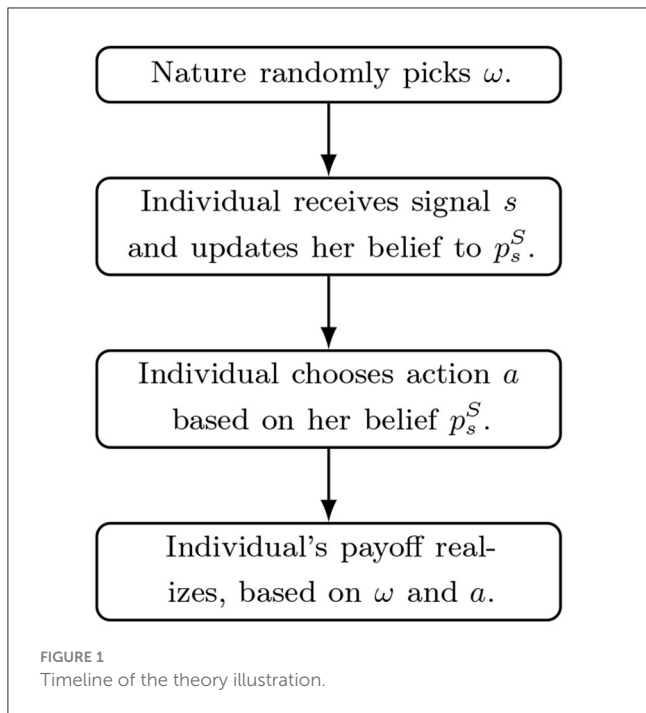 Nature randomly picks ω.
Individual receives signal s
and updates her belief to p_s^S.
Individual chooses action a
based on her belief p_s^S.
Individual's payoff real-
izes, based on ω and a.
FIGURE 1
Timeline of the theory illustration.